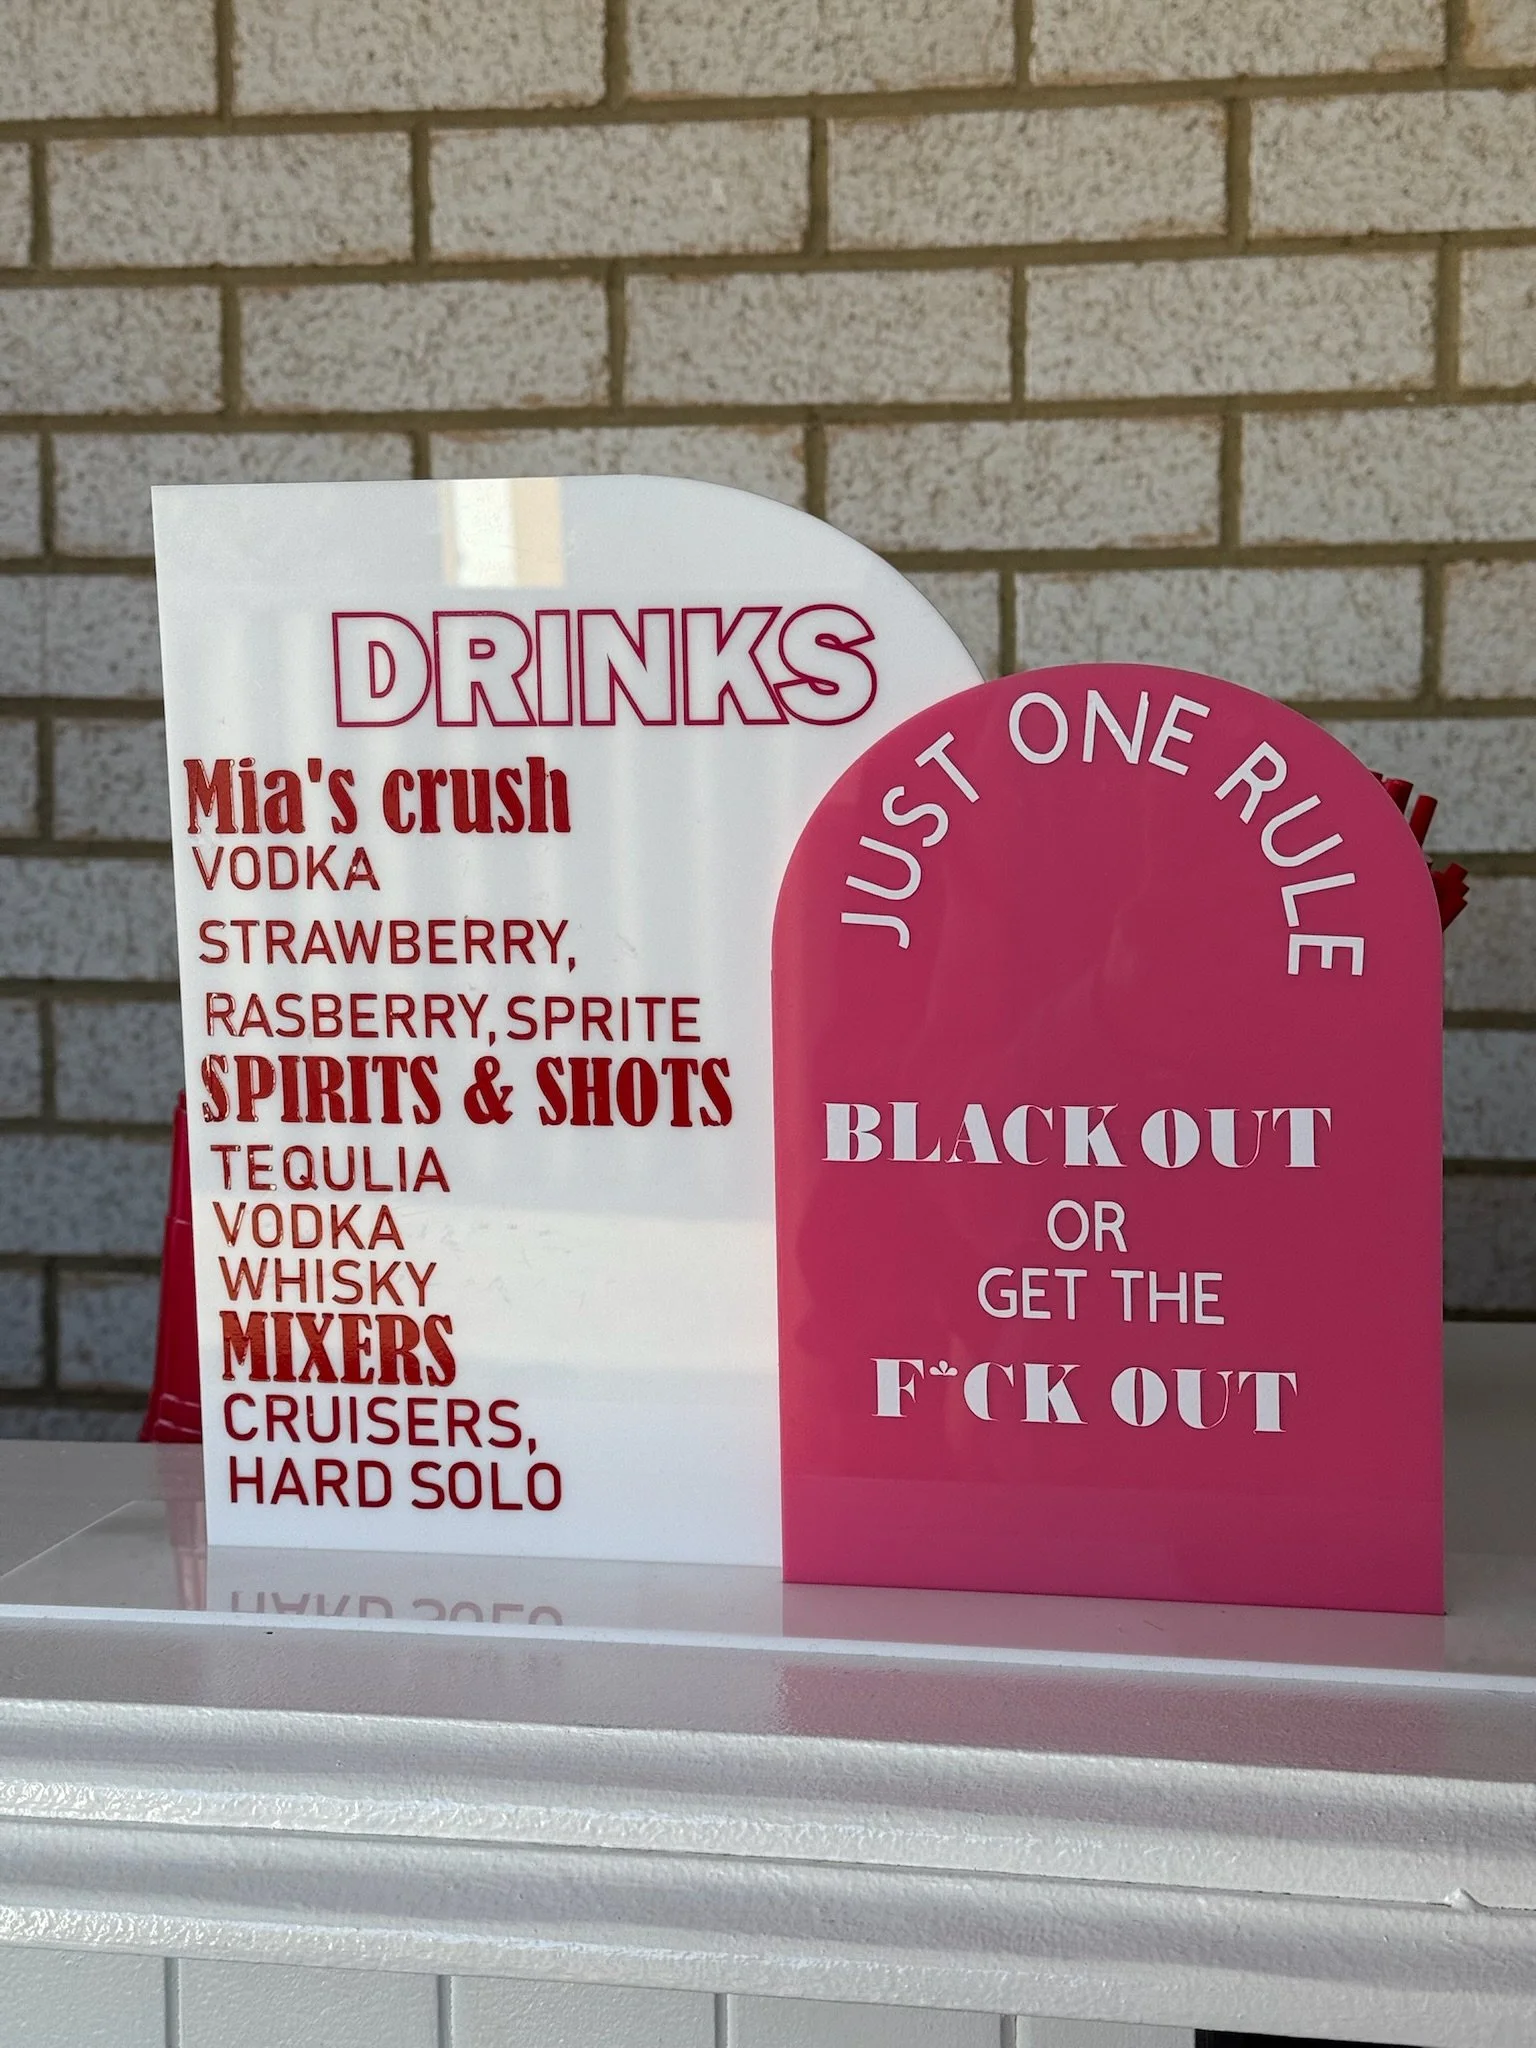 DRINKS
Mia's crush
VODKA
STRAWBERRY,
RASBERRY, SPRITE
SPIRITS & SHOTS
TEQULIA
VODKA
WHISKY
MIXERS
CRUISERS,
HARD SOLO
JUST ONE RULE
BLACK OUT
OR
GET THE
F*CK OUT